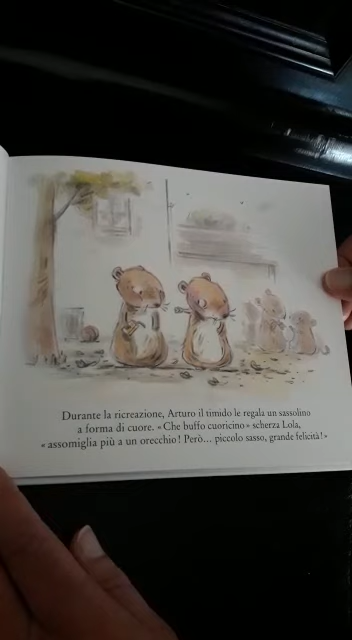 Durante la ricreazione, Arturo il timido le regala un sassolino
a forma di cuore. «Che buffo cuoricino» scherza Lola,
«assomiglia più a un orecchio! Però... piccolo sasso, grande felicità!»